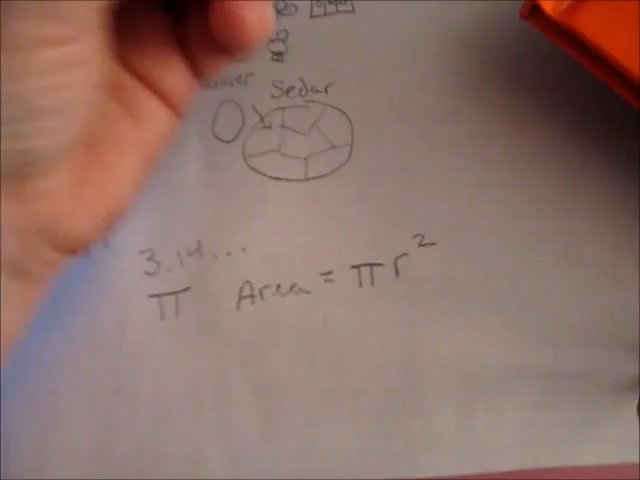 Sedar
3.14...
π Area = πr²